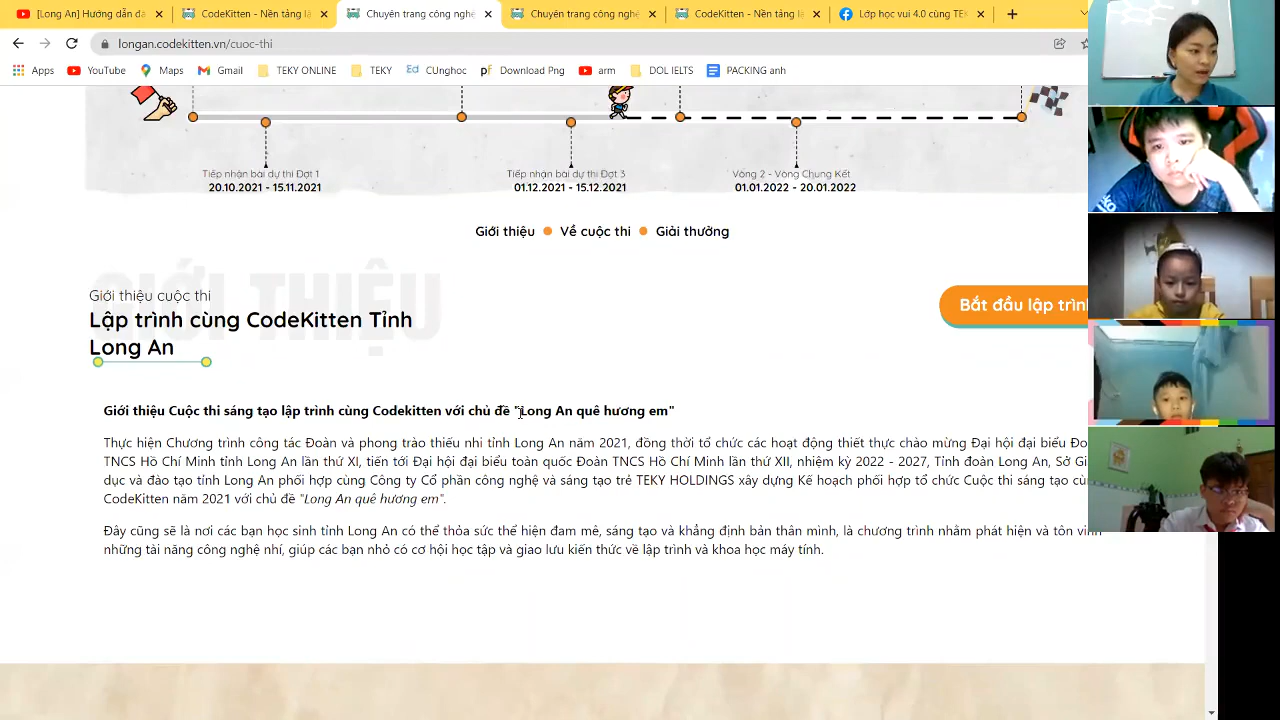 [Long An] Hướng dẫn đă
CodeKitten - Nền tảng lậ
Chuyên trang công nghệ
Chuyên trang công nghệ
CodeKitten - Nền tảng lậ
Lớp học vui 4.0 cùng TEK
longan.codekitten.vn/cuoc-thi
Apps
YouTube
Maps
Gmail
TEKY ONLINE
TEKY
CUnghoc
Download Png
arm
DOL IELTS
PACKING anh
Tiếp nhận bài dự thi Đợt 1
20.10.2021 - 15.11.2021
Tiếp nhận bài dự thi Đợt 3
01.12.2021 - 15.12.2021
Vòng 2 - Vòng Chung Kết
01.01.2022 - 20.01.2022
Giới thiệu
Về cuộc thi
Giải thưởng
GIỚI THIỆU
Giới thiệu cuộc thi
Lập trình cùng CodeKitten Tỉnh
Long An
Bắt đầu lập trìn
Giới thiệu Cuộc thi sáng tạo lập trình cùng Codekitten với chủ đề "Long An quê hương em"
Thực hiện Chương trình công tác Đoàn và phong trào thiếu nhi tỉnh Long An năm 2021, đồng thời tổ chức các hoạt động thiết thực chào mừng Đại hội đại biểu Đo
TNCS Hồ Chí Minh tỉnh Long An lần thứ XI, tiến tới Đại hội đại biểu toàn quốc Đoàn TNCS Hồ Chí Minh lần thứ XII, nhiệm kỳ 2022 - 2027, Tỉnh đoàn Long An, Sở Gi
dục và đào tạo tỉnh Long An phối hợp cùng Công ty Cổ phần công nghệ và sáng tạo trẻ TEKY HOLDINGS xây dựng Kế hoạch phối hợp tổ chức Cuộc thi sáng tạo cù
CodeKitten năm 2021 với chủ đề "Long An quê hương em".
Đây cũng sẽ là nơi các bạn học sinh tỉnh Long An có thể thỏa sức thể hiện đam mê, sáng tạo và khẳng định bản thân mình, là chương trình nhằm phát hiện và tôn vinh
những tài năng công nghệ nhí, giúp các bạn nhỏ có cơ hội học tập và giao lưu kiến thức về lập trình và khoa học máy tính.